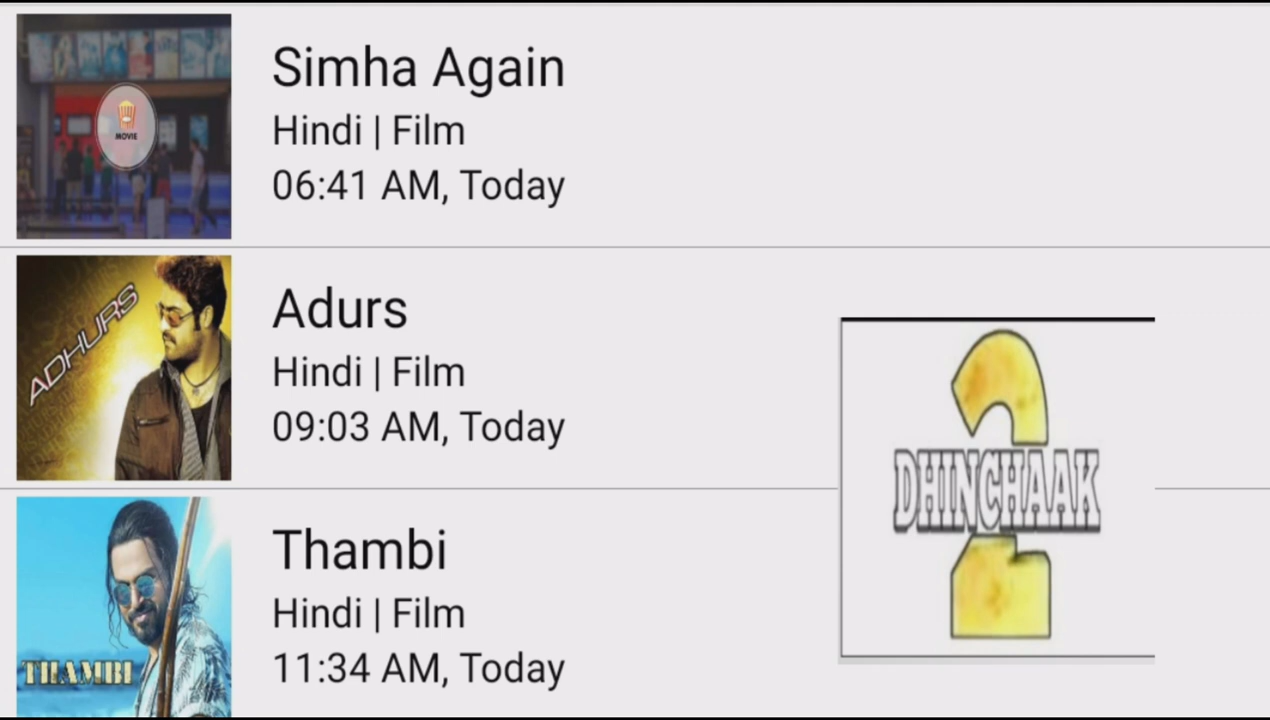 MOVIE
Simha Again
Hindi | Film
06:41 AM, Today
ADHURS
Adurs
Hindi | Film
09:03 AM, Today
THAMBI
Thambi
Hindi | Film
11:34 AM, Today
2
DHINCHAAK